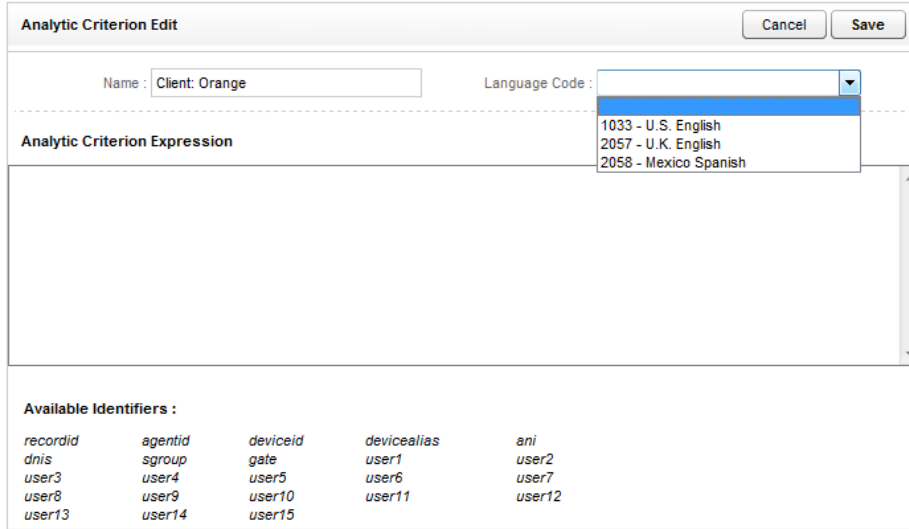 Analytic Criterion Edit Cancel Save
Name : Client: Orange Language Code :
1033 - U.S. English
2057 - U.K. English
2058 - Mexico Spanish
Analytic Criterion Expression
Available Identifiers :
recordid agentid deviceid devicealias ani
dnis sgroup gate user1 user2
user3 user4 user5 user6 user7
user8 user9 user10 user11 user12
user13 user14 user15